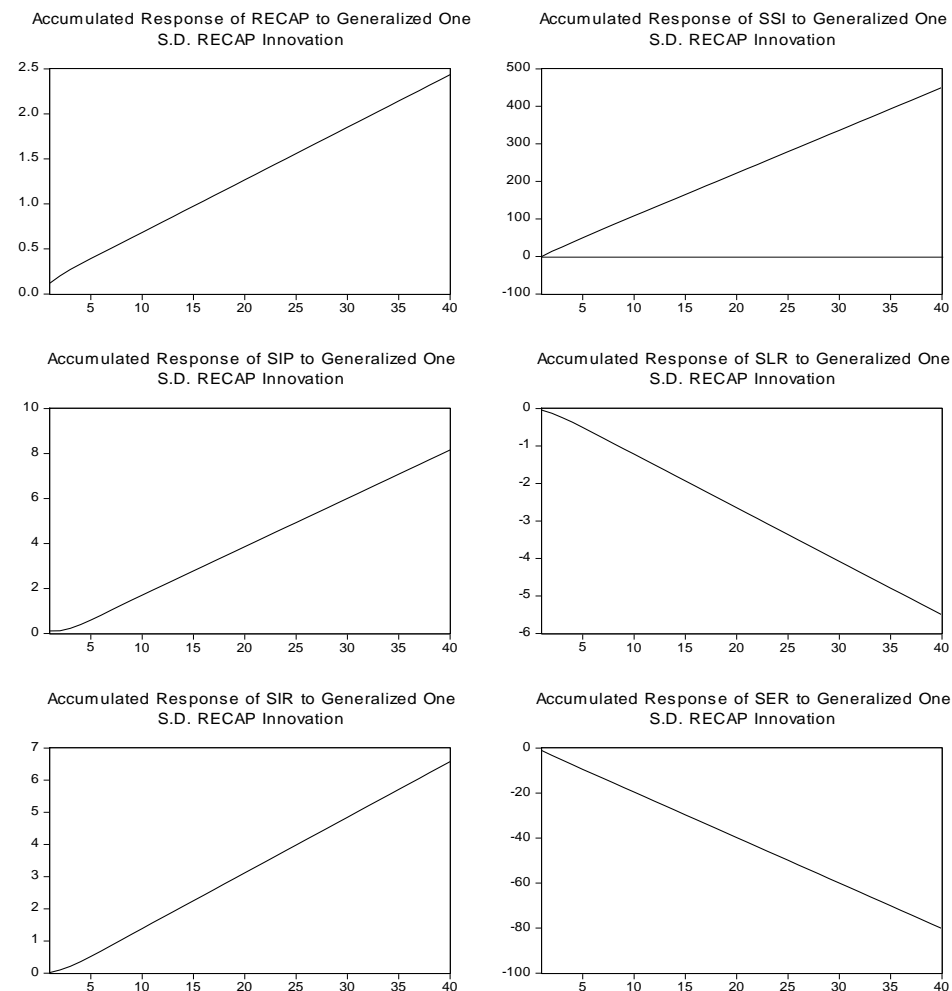 Accumulated Response of RECAP to Generalized One
S.D. RECAP Innovation
2.5
2.0
1.5
1.0
0.5
0.0
5 10 15 20 25 30 35 40
Accumulated Response of SSI to Generalized One
S.D. RECAP Innovation
500
400
300
200
100
0
-100
5 10 15 20 25 30 35 40
Accumulated Response of SIP to Generalized One
S.D. RECAP Innovation
10
8
6
4
2
0
5 10 15 20 25 30 35 40
Accumulated Response of SLR to Generalized One
S.D. RECAP Innovation
0
-1
-2
-3
-4
-5
-6
5 10 15 20 25 30 35 40
Accumulated Response of SIR to Generalized One
S.D. RECAP Innovation
7
6
5
4
3
2
1
0
5 10 15 20 25 30 35 40
Accumulated Response of SER to Generalized One
S.D. RECAP Innovation
0
-20
-40
-60
-80
-100
5 10 15 20 25 30 35 40